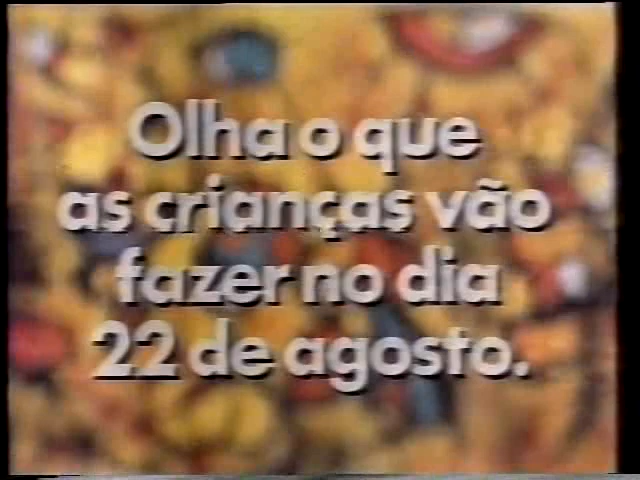 Olha o que
as crianças vão
fazer no dia
22 de agosto.